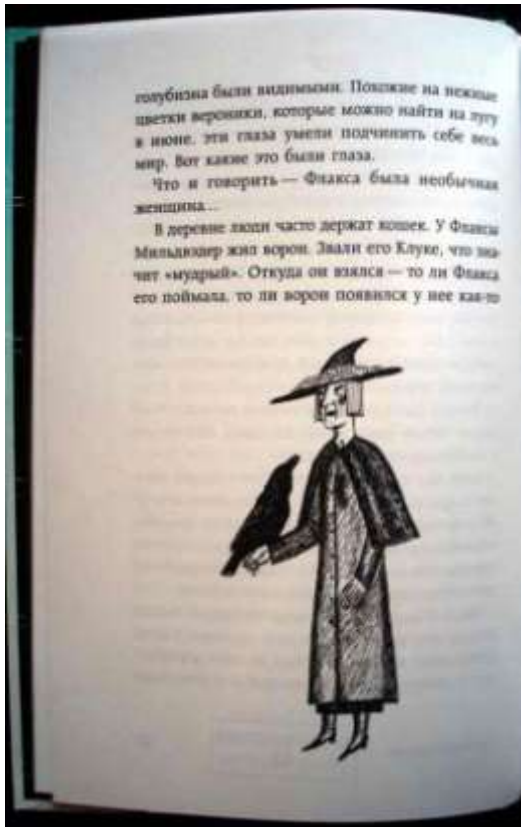 голубизна были видимыми. Похожие на нежные
цветки вероники, которые можно найти на лугу
в июне, эти глаза умели подчинить себе весь
мир. Вот какие это были глаза.
Что и говорить — Флакса была необычная
женщина...
В деревне люди часто держат кошек. У Флаксы
Мильдюдер жил ворон. Звали его Клуке, что зна-
чит «мудрый». Откуда он взялся — то ли Флакса
его поймала, то ли ворон появился у нее как-то